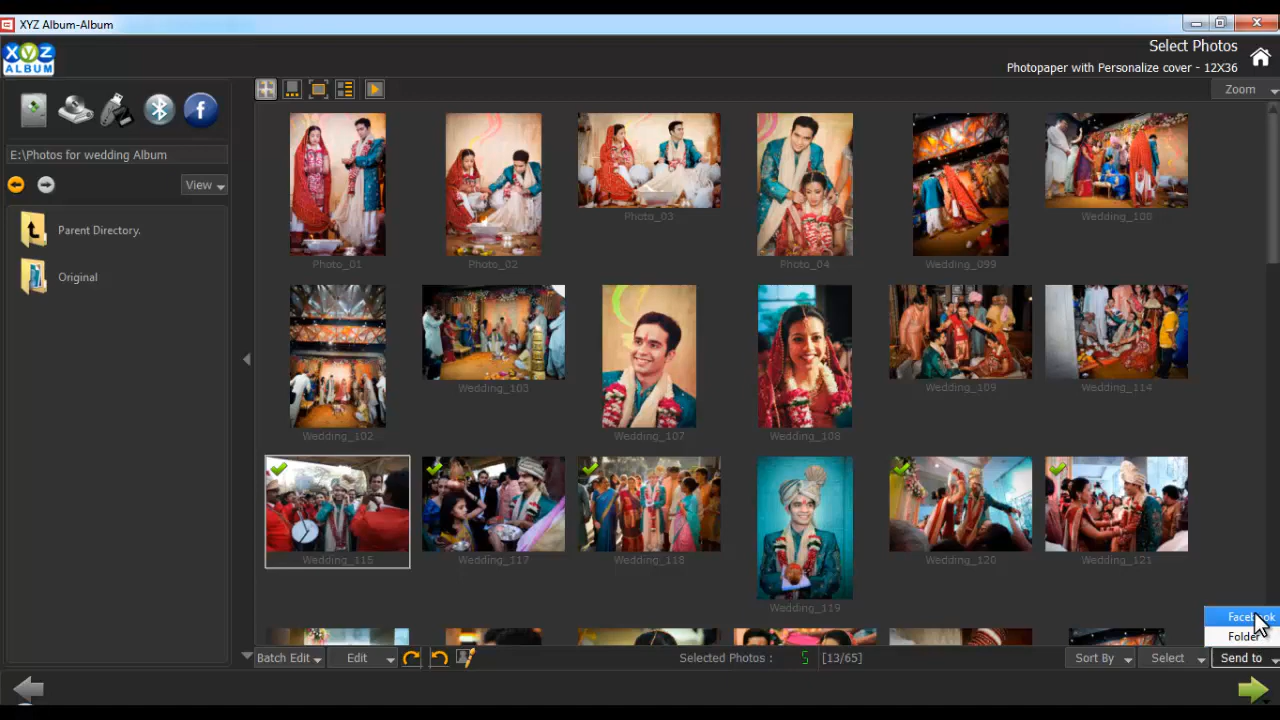 XYZ Album-Album
XYZ
ALBUM
Select Photos
Photopaper with Personalize cover - 12X36
Zoom
E:\Photos for wedding Album
View
Parent Directory.
Original
Photo_01
Photo_02
Photo_03
Photo_04
Wedding_099
Wedding_100
Wedding_102
Wedding_103
Wedding_107
Wedding_108
Wedding_109
Wedding_114
Wedding_115
Wedding_117
Wedding_118
Wedding_119
Wedding_120
Wedding_121
Facebook
Folder
Batch Edit
Edit
Selected Photos :
5
[13/65]
Sort By
Select
Send to